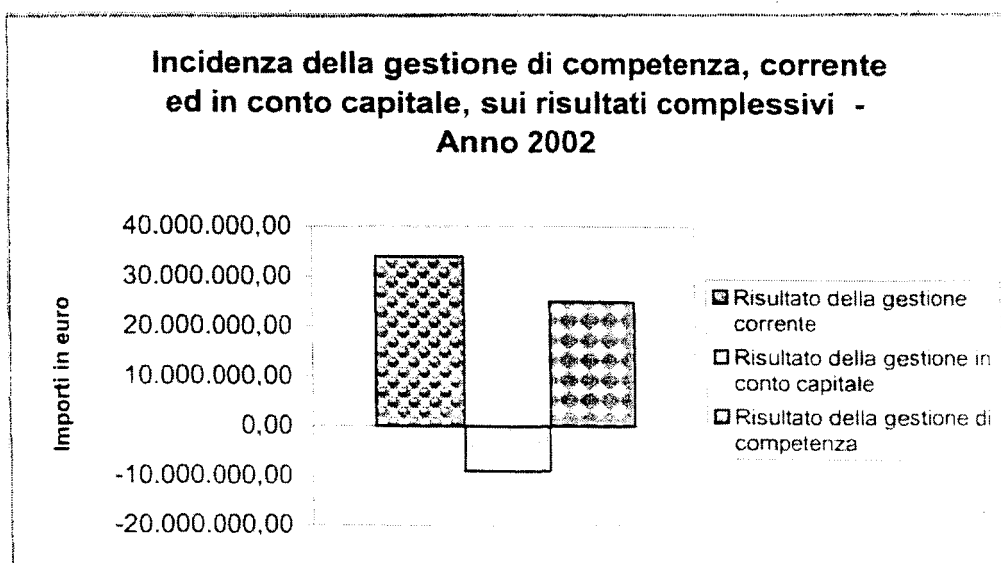 Incidenza della gestione di competenza, corrente
ed in conto capitale, sui risultati complessivi -
Anno 2002
40.000.000,00
30.000.000,00
20.000.000,00
10.000.000,00
0,00
-10.000.000,00
-20.000.000,00
Importi in euro
Risultato della gestione
corrente
Risultato della gestione in
conto capitale
Risultato della gestione di
competenza